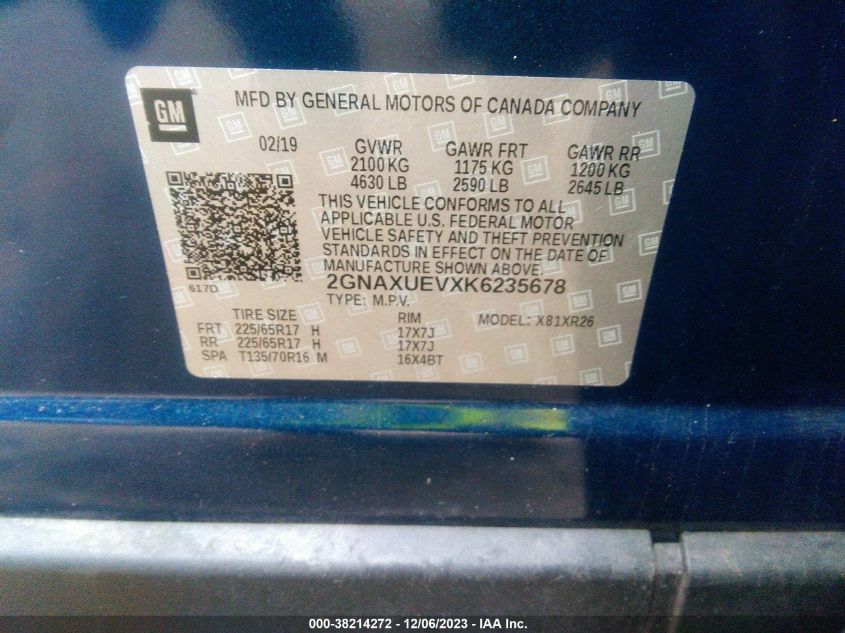 GM
MFD BY GENERAL MOTORS OF CANADA COMPANY
02/19 GVWR GAWR FRT GAWR RR
2100 KG 1175 KG 1200 KG
4630 LB 2590 LB 2645 LB
THIS VEHICLE CONFORMS TO ALL
APPLICABLE U.S. FEDERAL MOTOR
VEHICLE SAFETY AND THEFT PREVENTION
STANDARDS IN EFFECT ON THE DATE OF
MANUFACTURE SHOWN ABOVE.
617D 2GNAXUEVXK6235678
TYPE: M.P.V.
TIRE SIZE RIM MODEL: X81XR26
FRT 225/65R17 H 17X7J
RR 225/65R17 H 17X7J
SPA T135/70R16 M 16X4BT
000-38214272 - 12/06/2023 - IAA Inc.